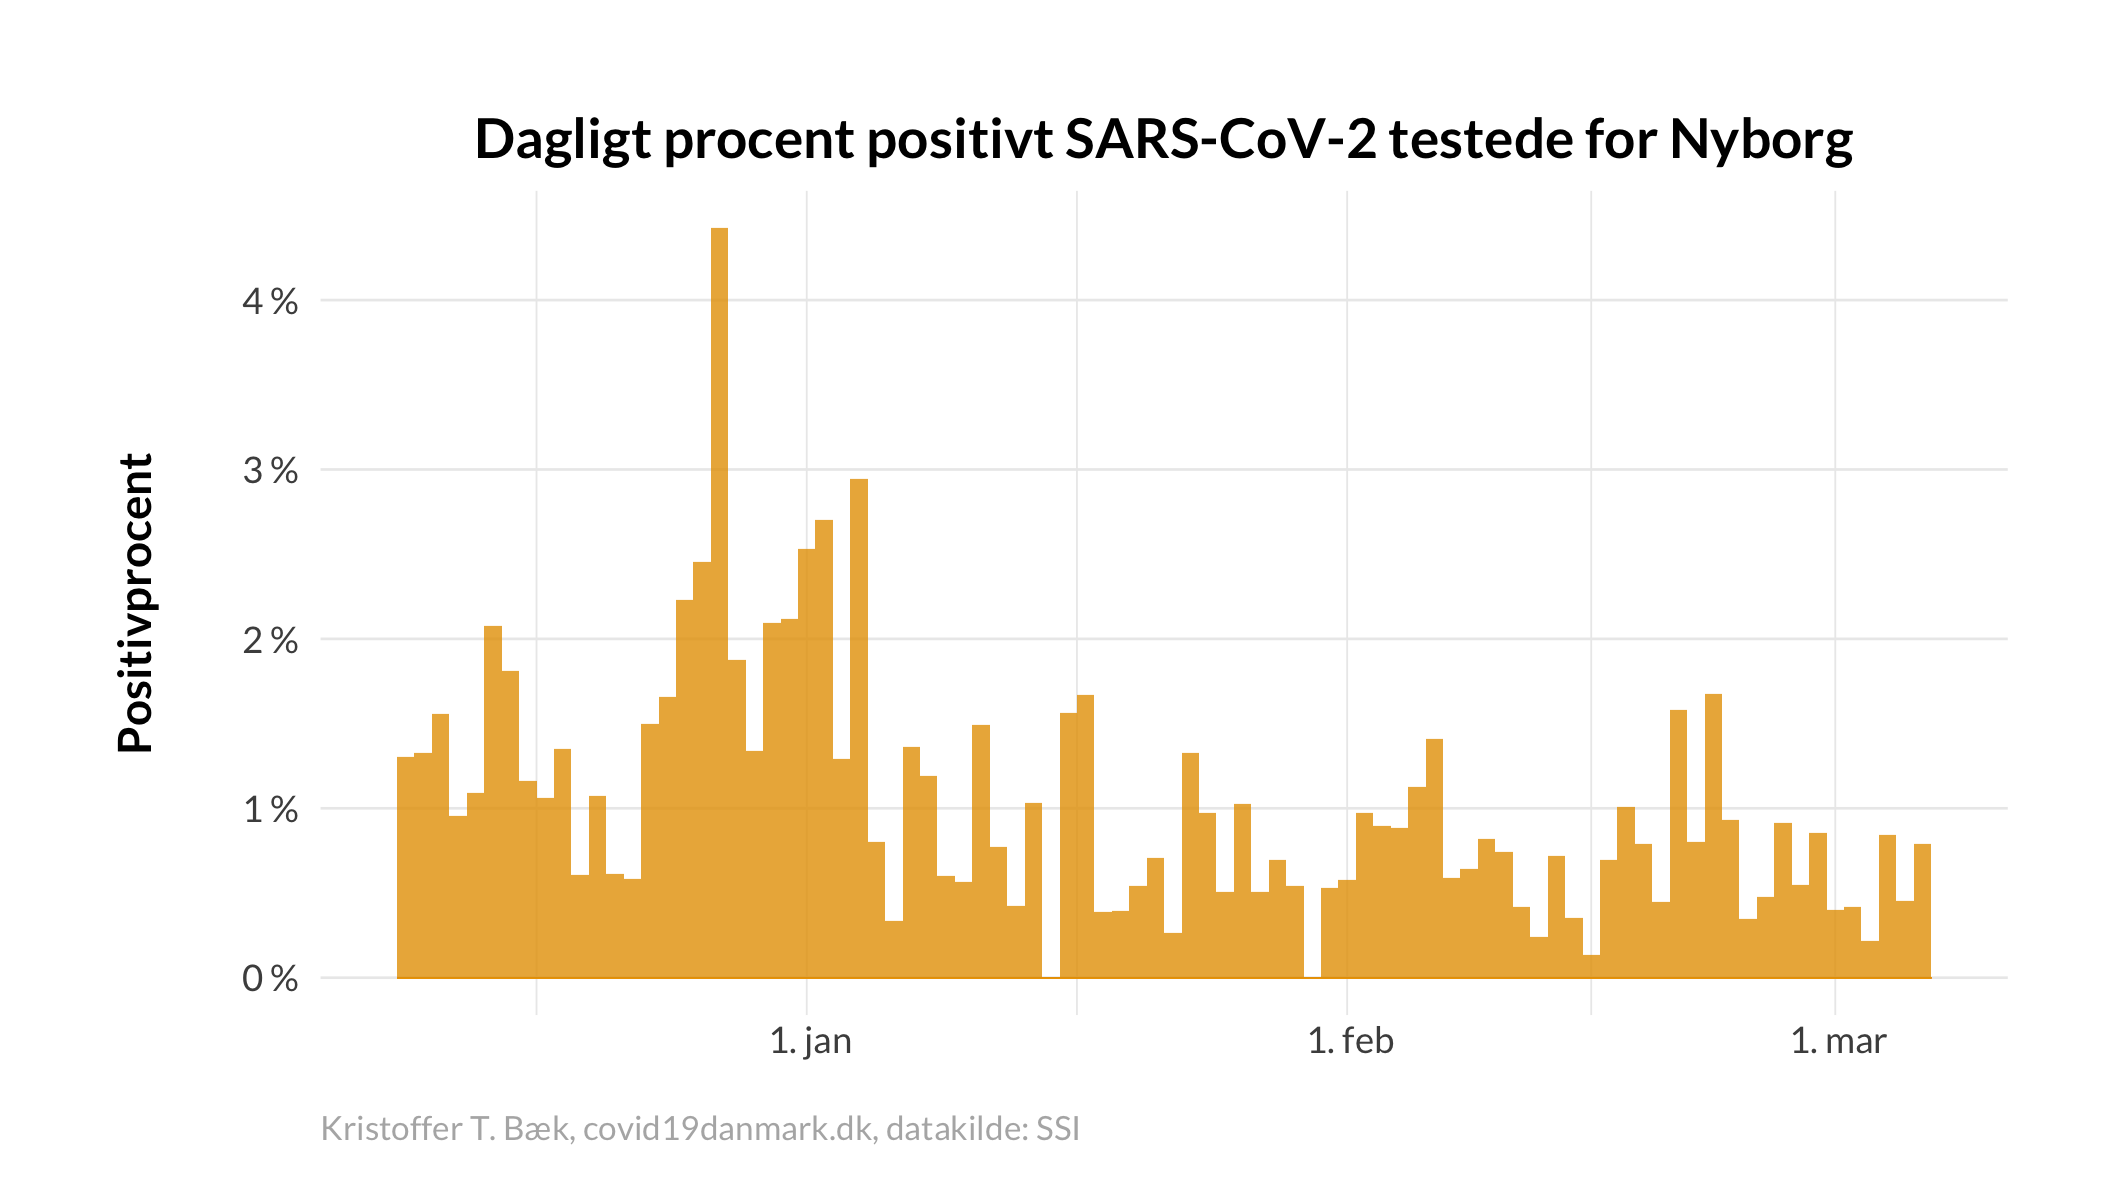 Dagligt procent positivt SARS-CoV-2 testede for Nyborg
Positivprocent
4 %
3 %
2 %
1 %
0 %
1. jan
1. feb
1. mar
Kristoffer T. Bæk, covid19danmark.dk, datakilde: SSI